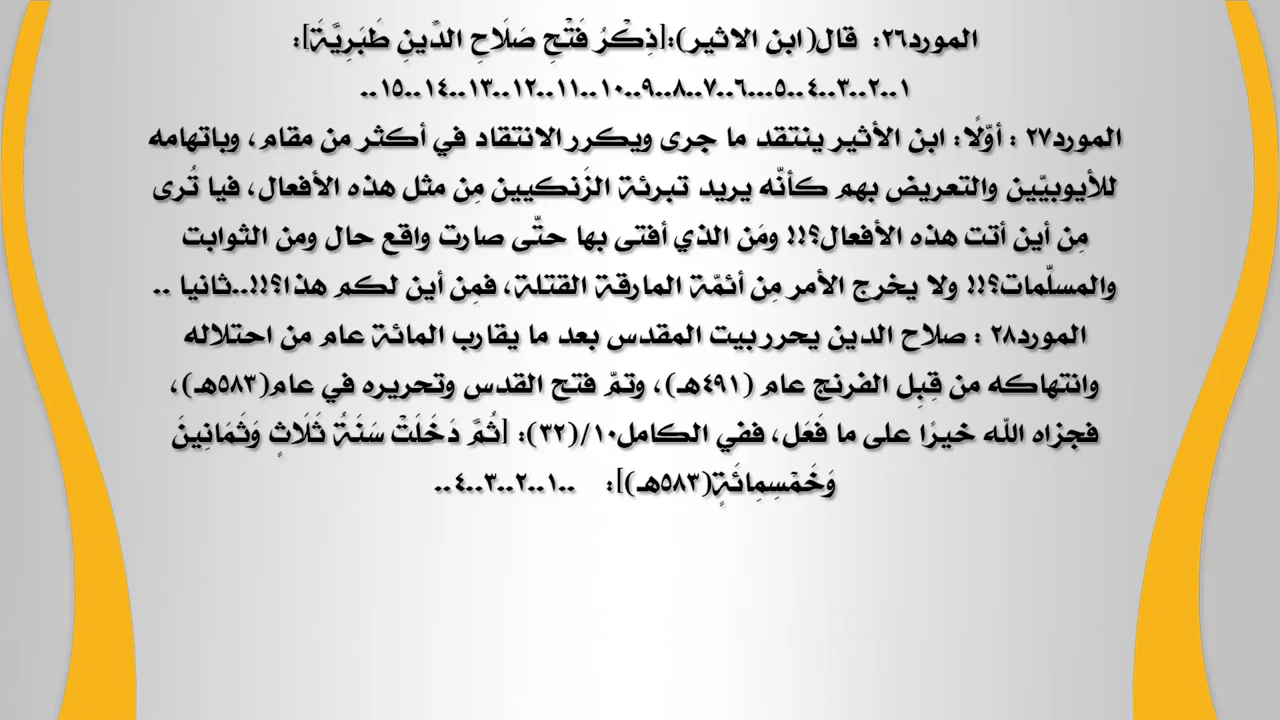 المورد٢٦: قال(ابن الاثير):[ذِكْرُ فَتْحِ صَلَاحِ الدِّينِ طَبَرِيَّةَ]:
١..٢..٣..٤..٥...٦..٧..٨..٩..١٠..١١..١٢..١٣..١٤..١٥..
المورد٢٧ : أوّلًا: ابن الأثير ينتقد ما جرى ويكرر الانتقاد في أكثر من مقام، وباتهامه
للأيوبيّين والتعريض بهم كأنّه يريد تبرئة الزَنكيين مِن مثل هذه الأفعال، فيا تُرى
مِن أين أتت هذه الأفعال؟!! ومَن الذي أفتى بها حتّى صارت واقع حال ومن الثوابت
والمسلّمات؟!! ولا يخرج الأمر مِن أئمّة المارقة القتلة، فمِن أين لكم هذا؟!!..ثانيا ..
المورد٢٨ : صلاح الدين يحرر بيت المقدس بعد ما يقارب المائة عام من احتلاله
وانتهاكه من قِبِل الفرنج عام (٤٩١هـ)، وتمّ فتح القدس وتحريره في عام(٥٨٣هـ)،
فجزاه الله خيرًا على ما فَعَل، ففي الكامل١٠/(٣٢): [ثُمَّ دَخَلَتْ سَنَةُ ثَلَاثٍ وَثَمَانِينَ
وَخَمْسِمِائَةٍ(٥٨٣هـ)]: ..١..٢..٣..٤..